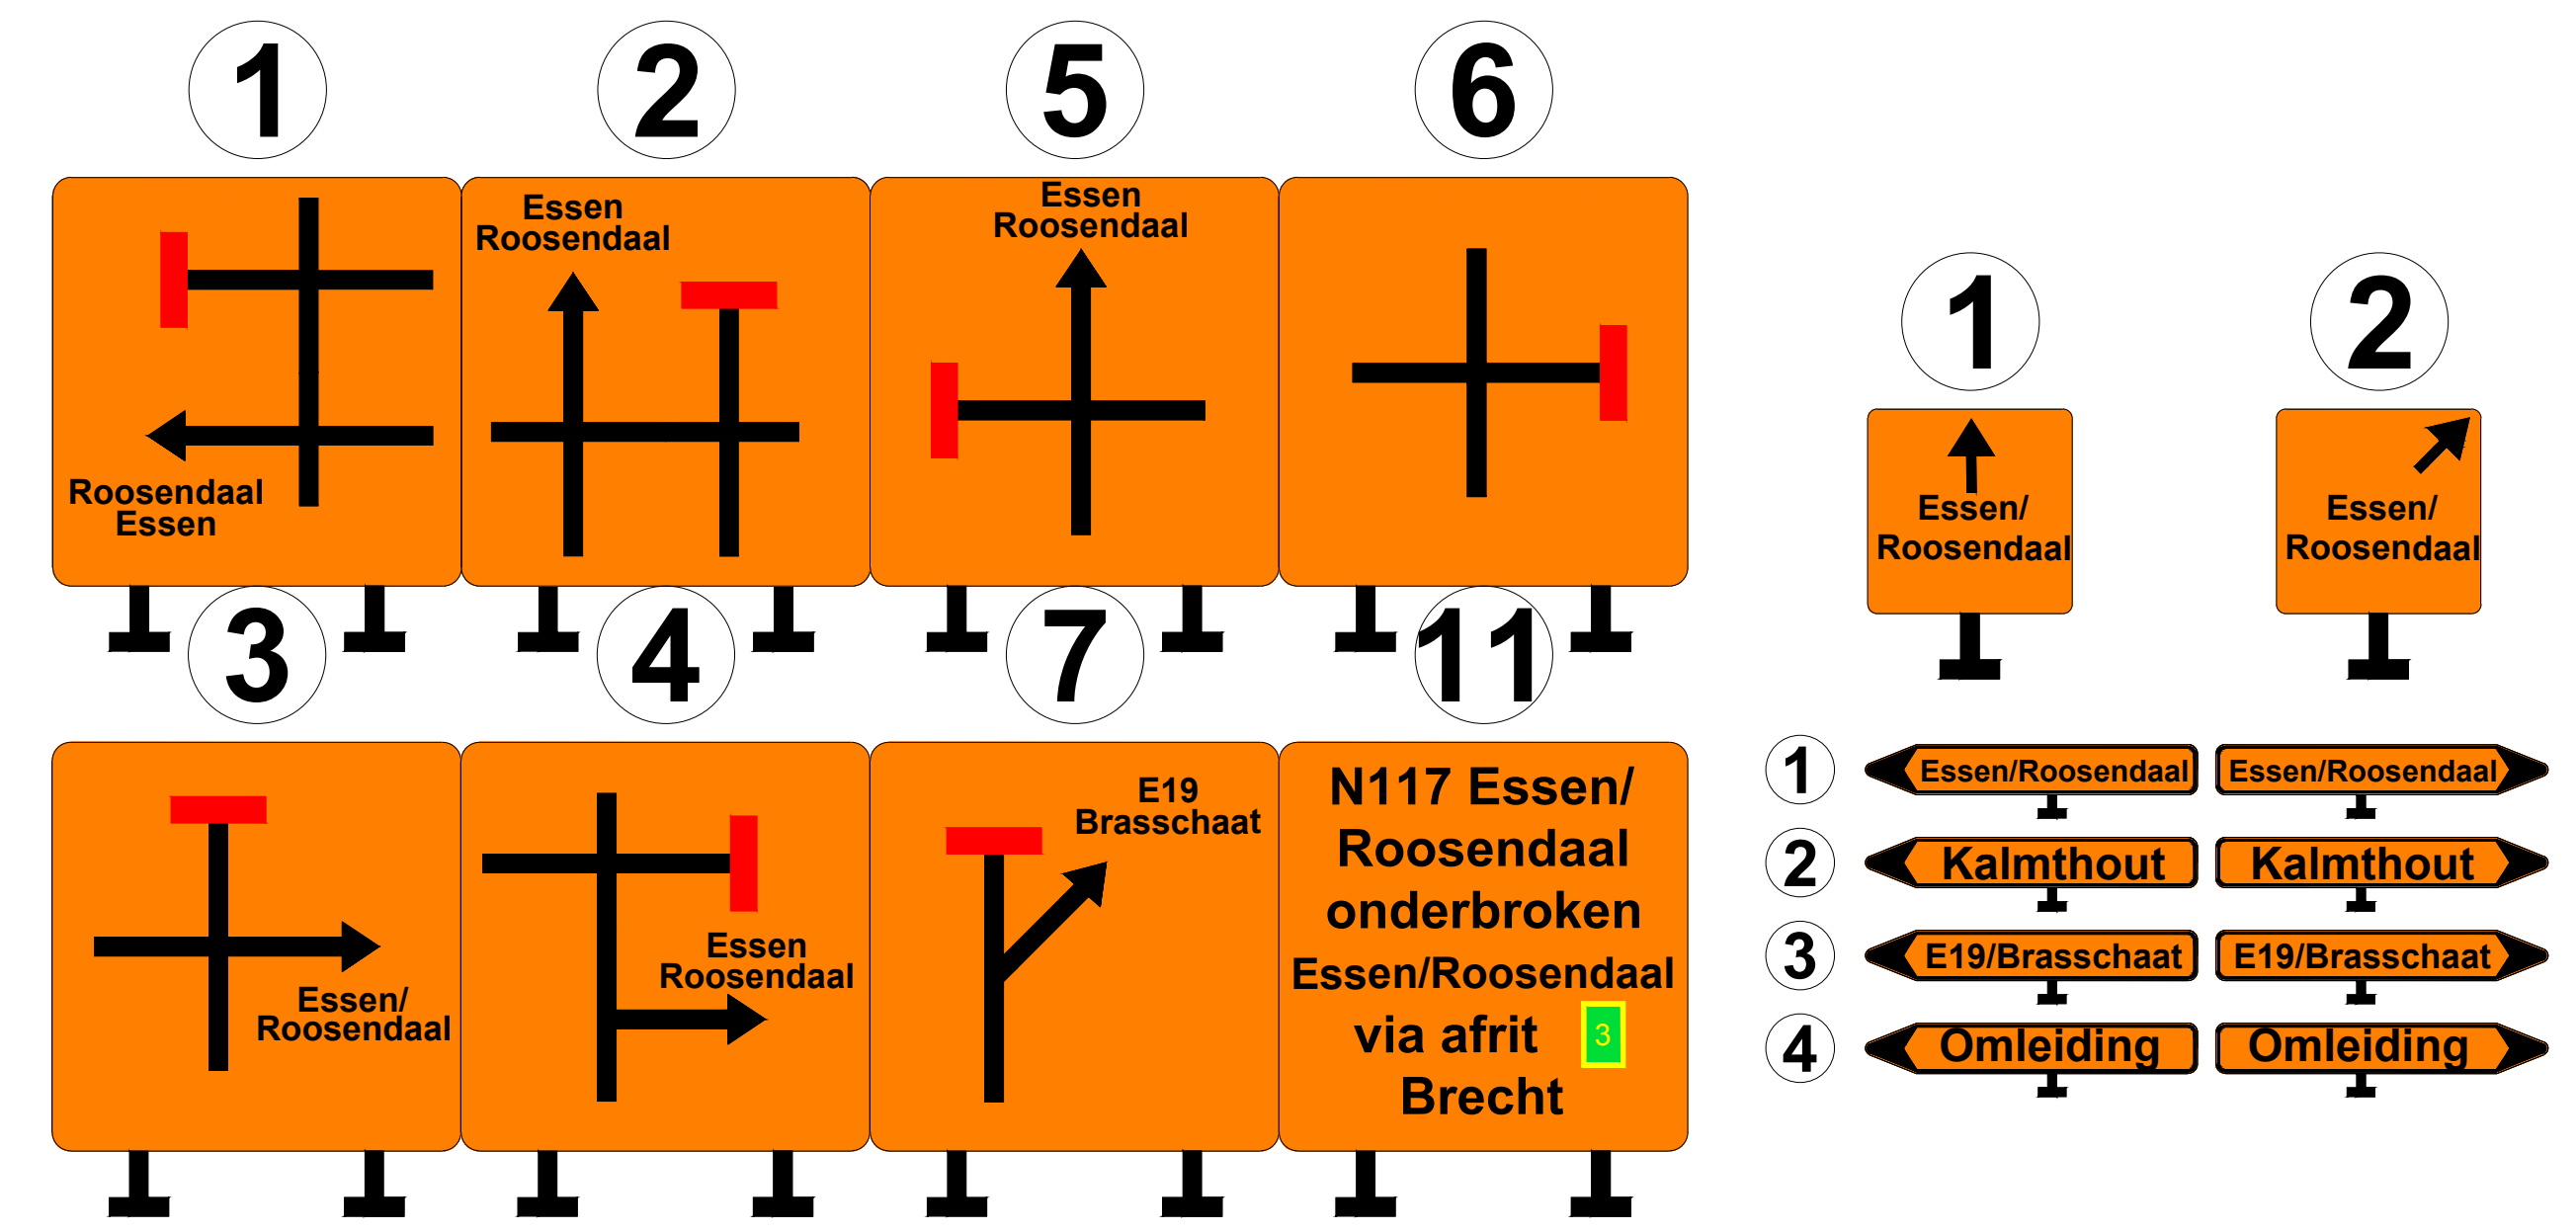 1
2
5
6
Roosendaal
Essen
Essen
Roosendaal
Essen
Roosendaal
3
4
7
11
Essen/
Roosendaal
Essen
Roosendaal
E19
Brasschaat
N117 Essen/
Roosendaal
onderbroken
Essen/Roosendaal
via afrit 3
Brecht
1
2
Essen/
Roosendaal
Essen/
Roosendaal
1 Essen/Roosendaal Essen/Roosendaal
2 Kalmthout Kalmthout
3 E19/Brasschaat E19/Brasschaat
4 Omleiding Omleiding